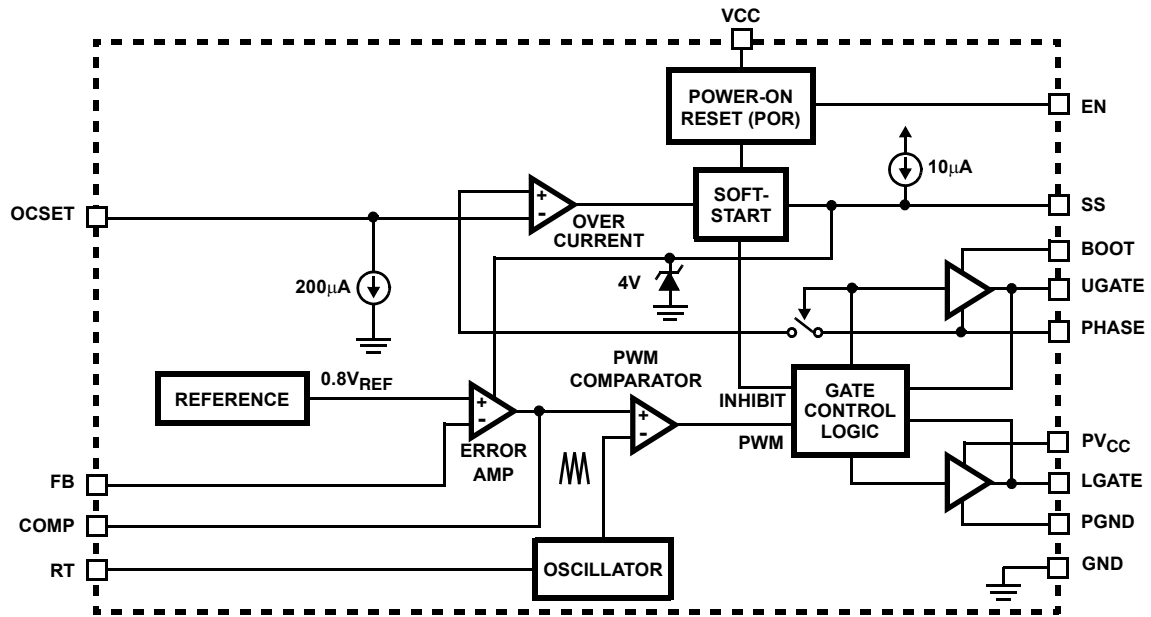 VCC
POWER-ON
RESET (POR)
EN
10µA
SOFT-
START
SS
OCSET
+
-
OVER
CURRENT
BOOT
200µA
4V
UGATE
PHASE
PWM
COMPARATOR
0.8VREF
REFERENCE
+
-
+
-
INHIBIT
GATE
CONTROL
LOGIC
PWM
ERROR
AMP
PVCC
FB
LGATE
COMP
PGND
RT
OSCILLATOR
GND